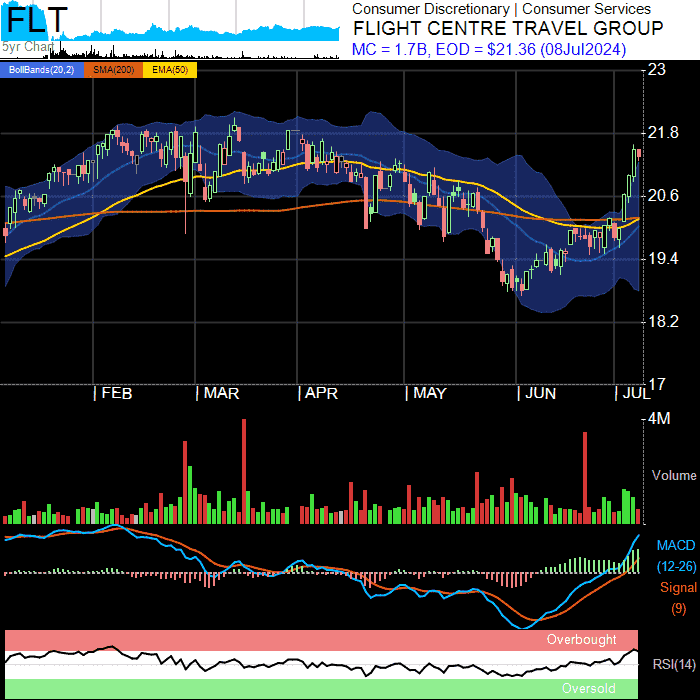 FLT
5yr Chart
Consumer Discretionary | Consumer Services
FLIGHT CENTRE TRAVEL GROUP
MC = 1.7B, EOD = $21.36 (08Jul2024)
BollBands(20,2) SMA(200) EMA(50)
23
21.8
20.6
19.4
18.2
17
| FEB | MAR | APR | MAY | JUN | JUL
4M
Volume
MACD
(12-26)
Signal
(9)
Overbought
RSI(14)
Oversold